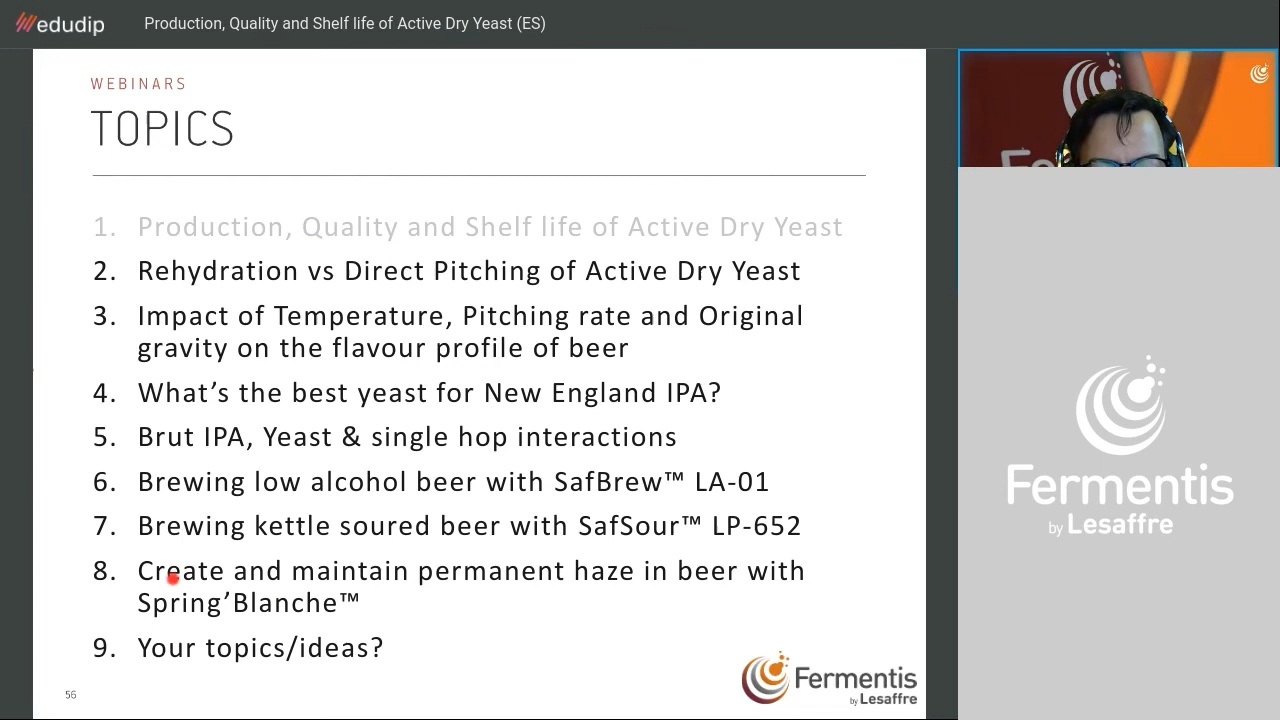 edudip
Production, Quality and Shelf life of Active Dry Yeast (ES)
WEBINARS
TOPICS
1. Production, Quality and Shelf life of Active Dry Yeast
2. Rehydration vs Direct Pitching of Active Dry Yeast
3. Impact of Temperature, Pitching rate and Original
gravity on the flavour profile of beer
4. What’s the best yeast for New England IPA?
5. Brut IPA, Yeast & single hop interactions
6. Brewing low alcohol beer with SafBrew™ LA-01
7. Brewing kettle soured beer with SafSour™ LP-652
8. Create and maintain permanent haze in beer with
Spring’Blanche™
9. Your topics/ideas?
56
Fermentis
by Lesaffre
Fe
Fermentis
by Lesaffre